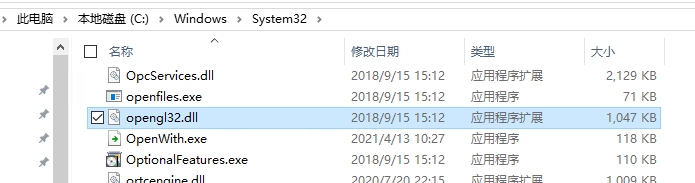 此电脑 › 本地磁盘 (C:) › Windows › System32 ›
名称 修改日期 类型 大小
OpcServices.dll 2018/9/15 15:12 应用程序扩展 2,129 KB
openfiles.exe 2018/9/15 15:12 应用程序 71 KB
opengl32.dll 2018/9/15 15:12 应用程序扩展 1,047 KB
OpenWith.exe 2021/4/13 10:27 应用程序 118 KB
OptionalFeatures.exe 2018/9/15 15:12 应用程序 110 KB
ortcengine.dll 2020/7/20 22:15 应用程序扩展 1,009 KB